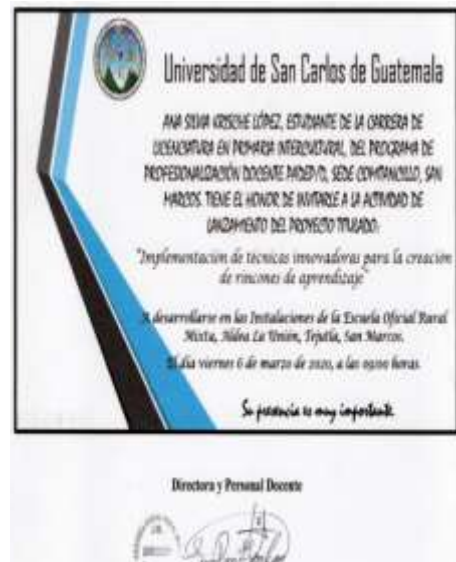 Universidad de San Carlos de Guatemala
ANA SILVIA KRISCHE LÓPEZ, ESTUDIANTE DE LA CARRERA DE
LICENCIATURA EN PRIMARIA INTERCULTURAL, DEL PROGRAMA DE
PROFESIONALIZACIÓN DOCENTE PADEP/D, SEDE COMITANCILLO, SAN
MARCOS. TIENE EL HONOR DE INVITARLE A LA ACTIVIDAD DE
LANZAMIENTO DEL PROYECTO TITULADO:
"Implementación de técnicas innovadoras para la creación
de rincones de aprendizaje"
A desarrollarse en las Instalaciones de la Escuela Oficial Rural
Mixta, Aldea La Unión, Tejutla, San Marcos.
El día viernes 6 de marzo de 2020, a las 09:00 horas.
Su presencia es muy importante
Directora y Personal Docente